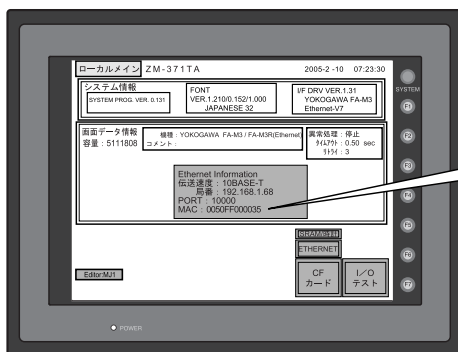 ローカルメイン ZM-371TA 2005-2-10 07:23:30
システム情報
SYSTEM PROG. VER. 0.131
FONT
VER.1.210/0.152/1.000
JAPANESE 32
I/F DRV VER.1.31
YOKOGAWA FA-M3
Ethernet-V7
画面データ情報
容量：5111808
機種：YOKOGAWA FA-M3 / FA-M3R(Ethernet)
コメント：
異常処理：停止
タイムアウト：0.50 sec
リトライ：3
Ethernet Information
伝送速度：10BASE-T
局番：192.168.1.68
PORT：10000
MAC：0050FF000035
ETHERNET
Editor:MJ1
CF
カード
I/O
テスト
SYSTEM
F1
F2
F3
F4
F5
F6
F7
POWER